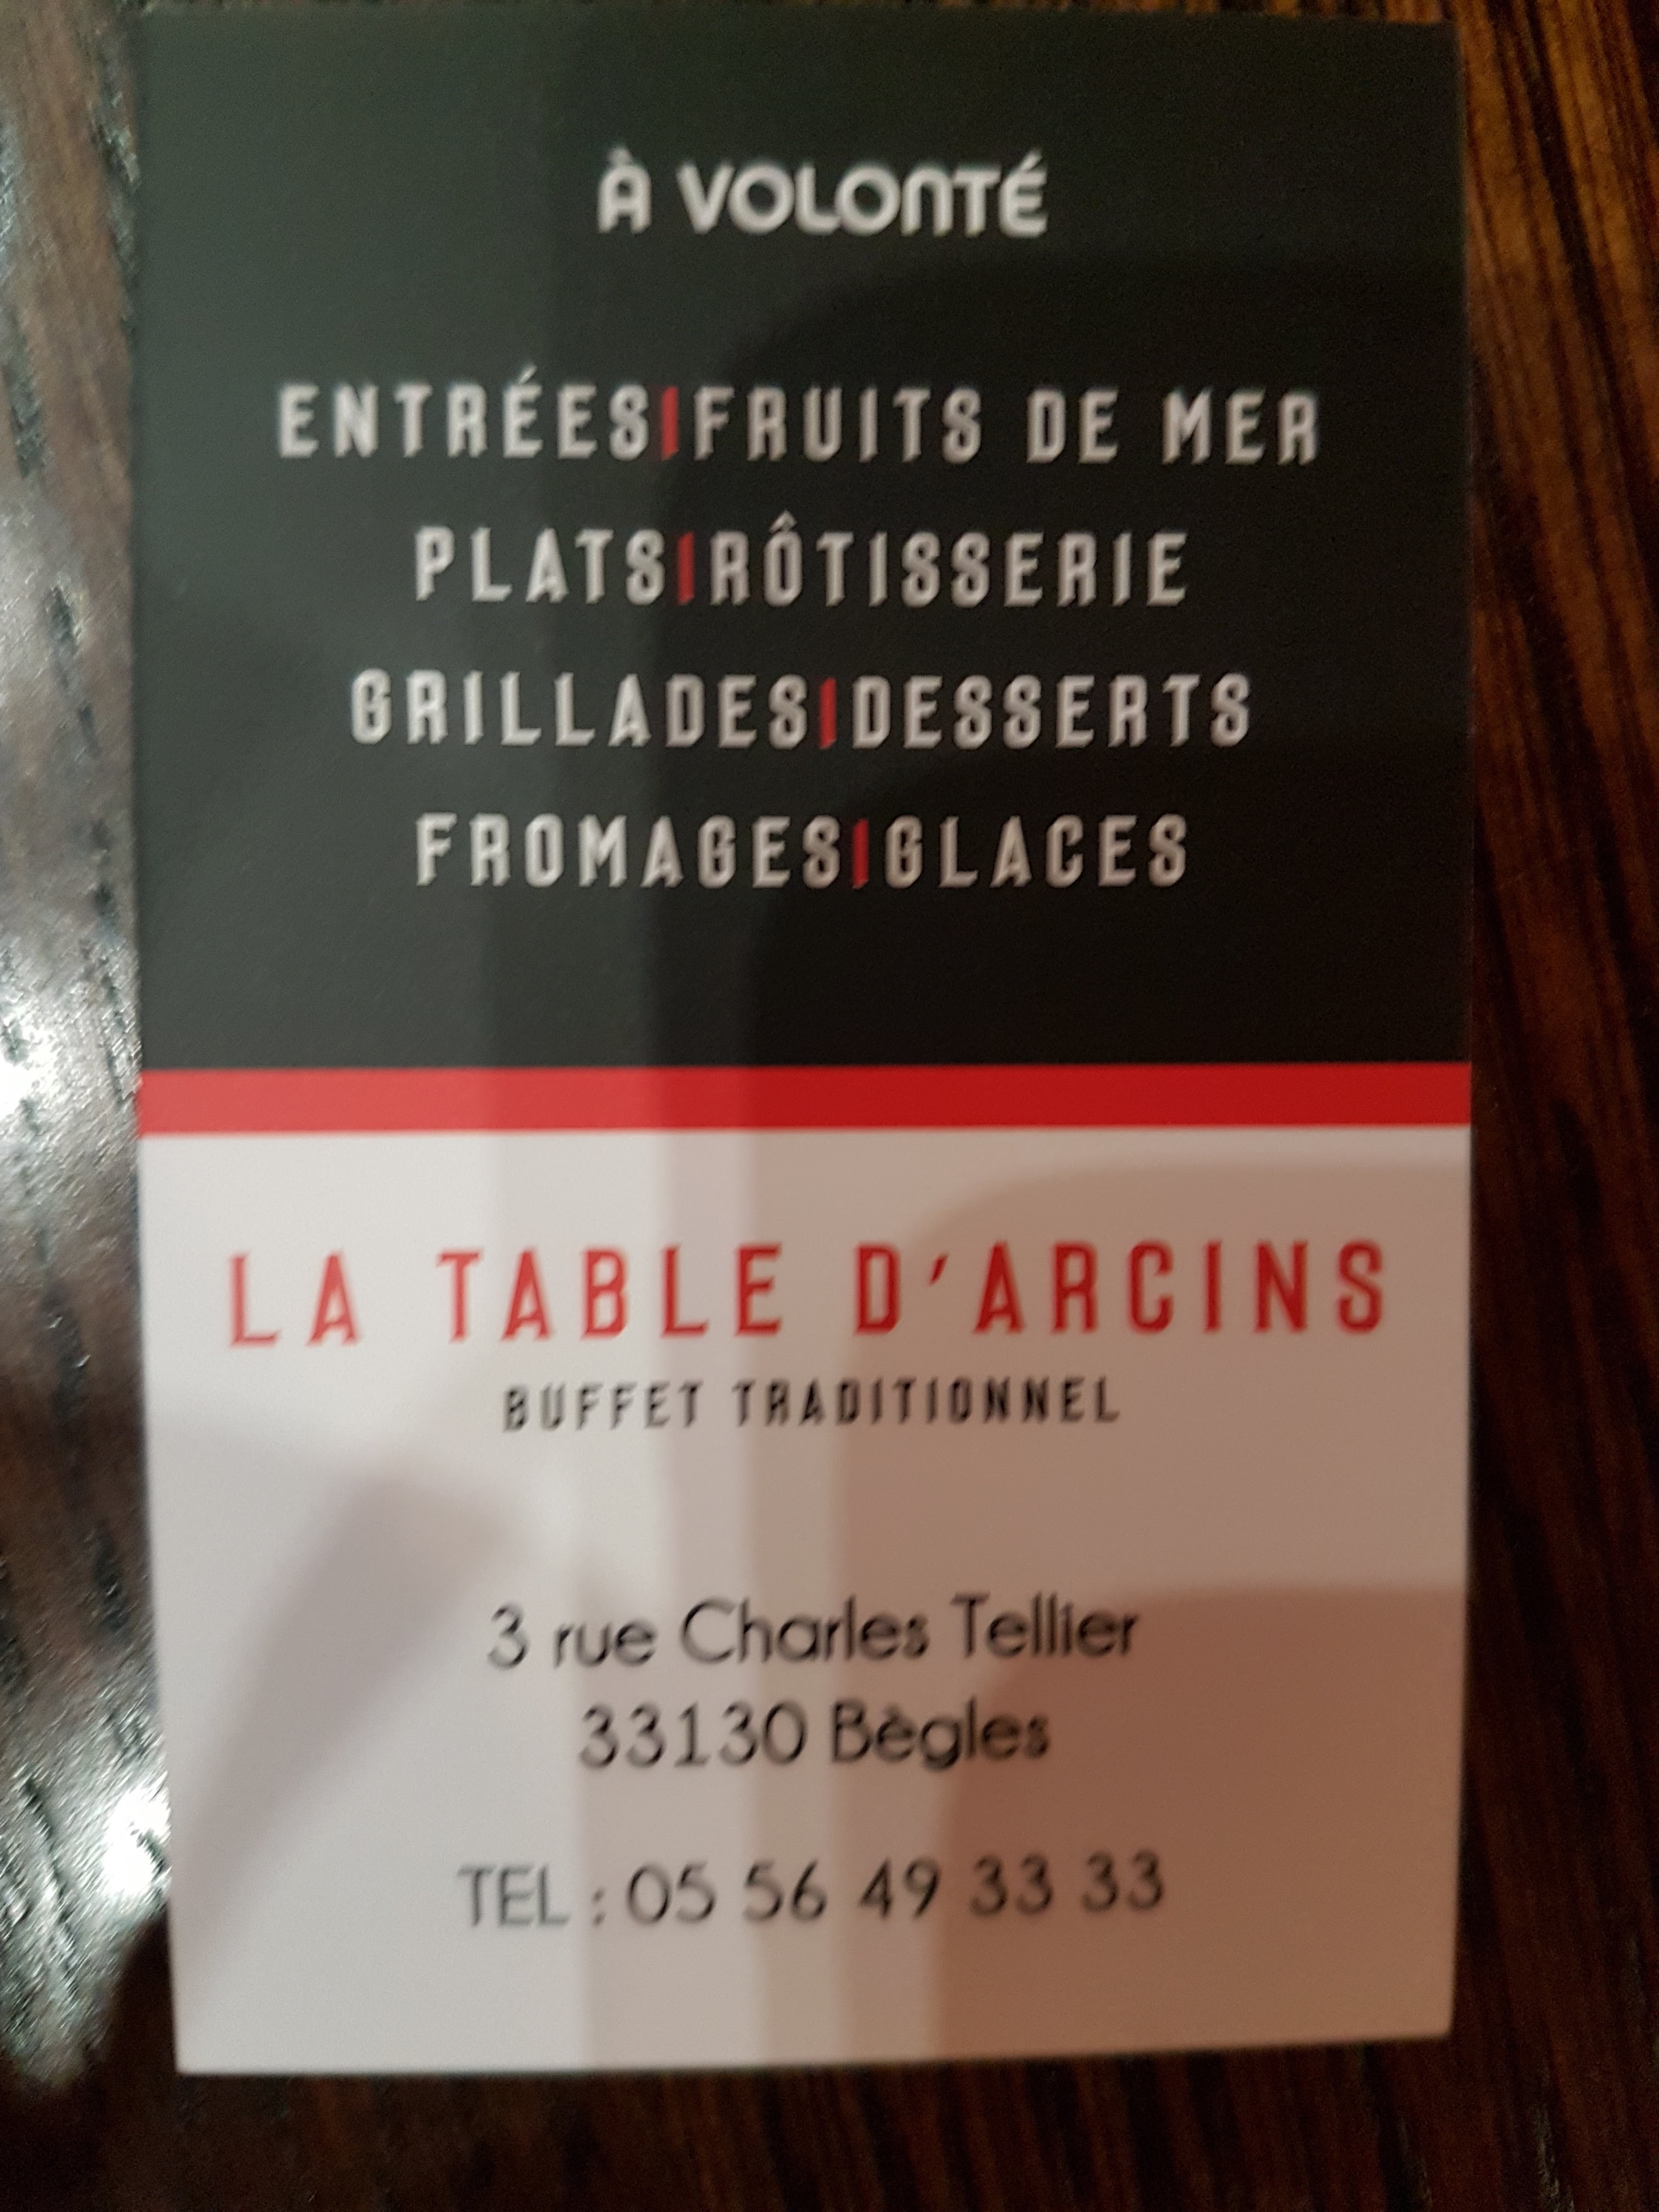 À VOLONTÉ
ENTRÉES|FRUITS DE MER
PLATS|RÔTISSERIE
GRILLADES|DESSERTS
FROMAGES|GLACES
LA TABLE D'ARCINS
BUFFET TRADITIONNEL
3 rue Charles Tellier
33130 Bègles
TEL : 05 56 49 33 33